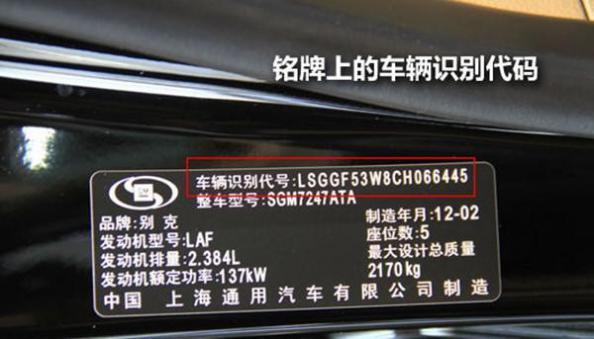 铭牌上的车辆识别代码
车辆识别代号:LSGGF53W8CH066445
整车型号:SGM7247ATA
品牌:别克 制造年月:12-02
发动机型号:LAF 座位数:5
发动机排量:2.384L 最大设计总质量
发动机额定功率:137kW 2170kg
中国 上海通用汽车有限公司制造